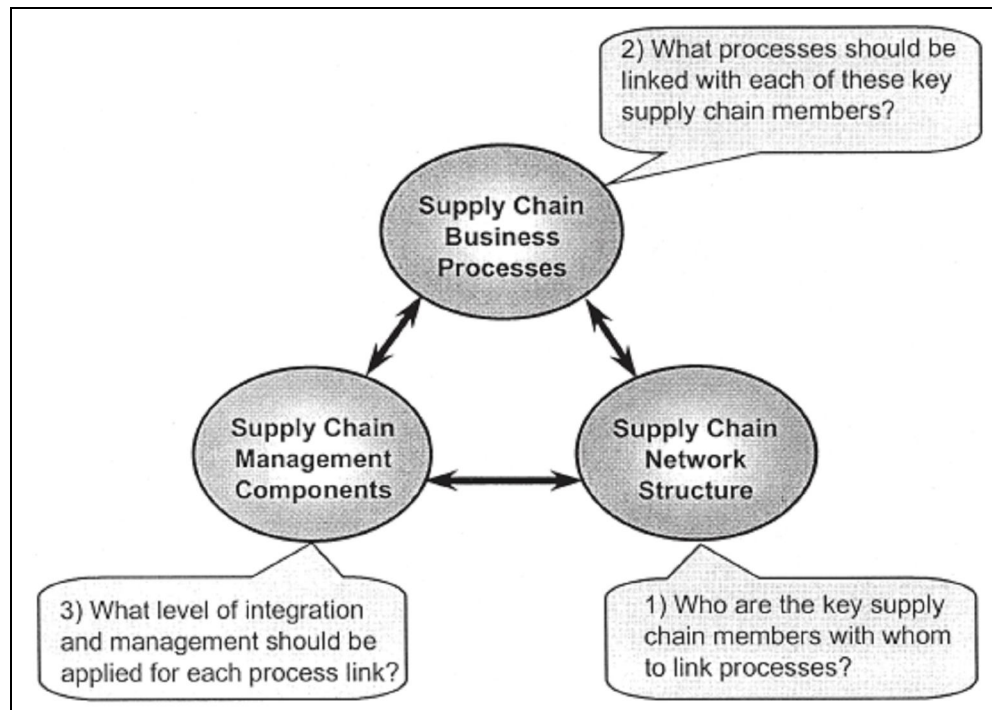 2) What processes should be
linked with each of these key
supply chain members?
Supply Chain
Business
Processes
Supply Chain
Management
Components
Supply Chain
Network
Structure
3) What level of integration
and management should be
applied for each process link?
1) Who are the key supply
chain members with whom
to link processes?